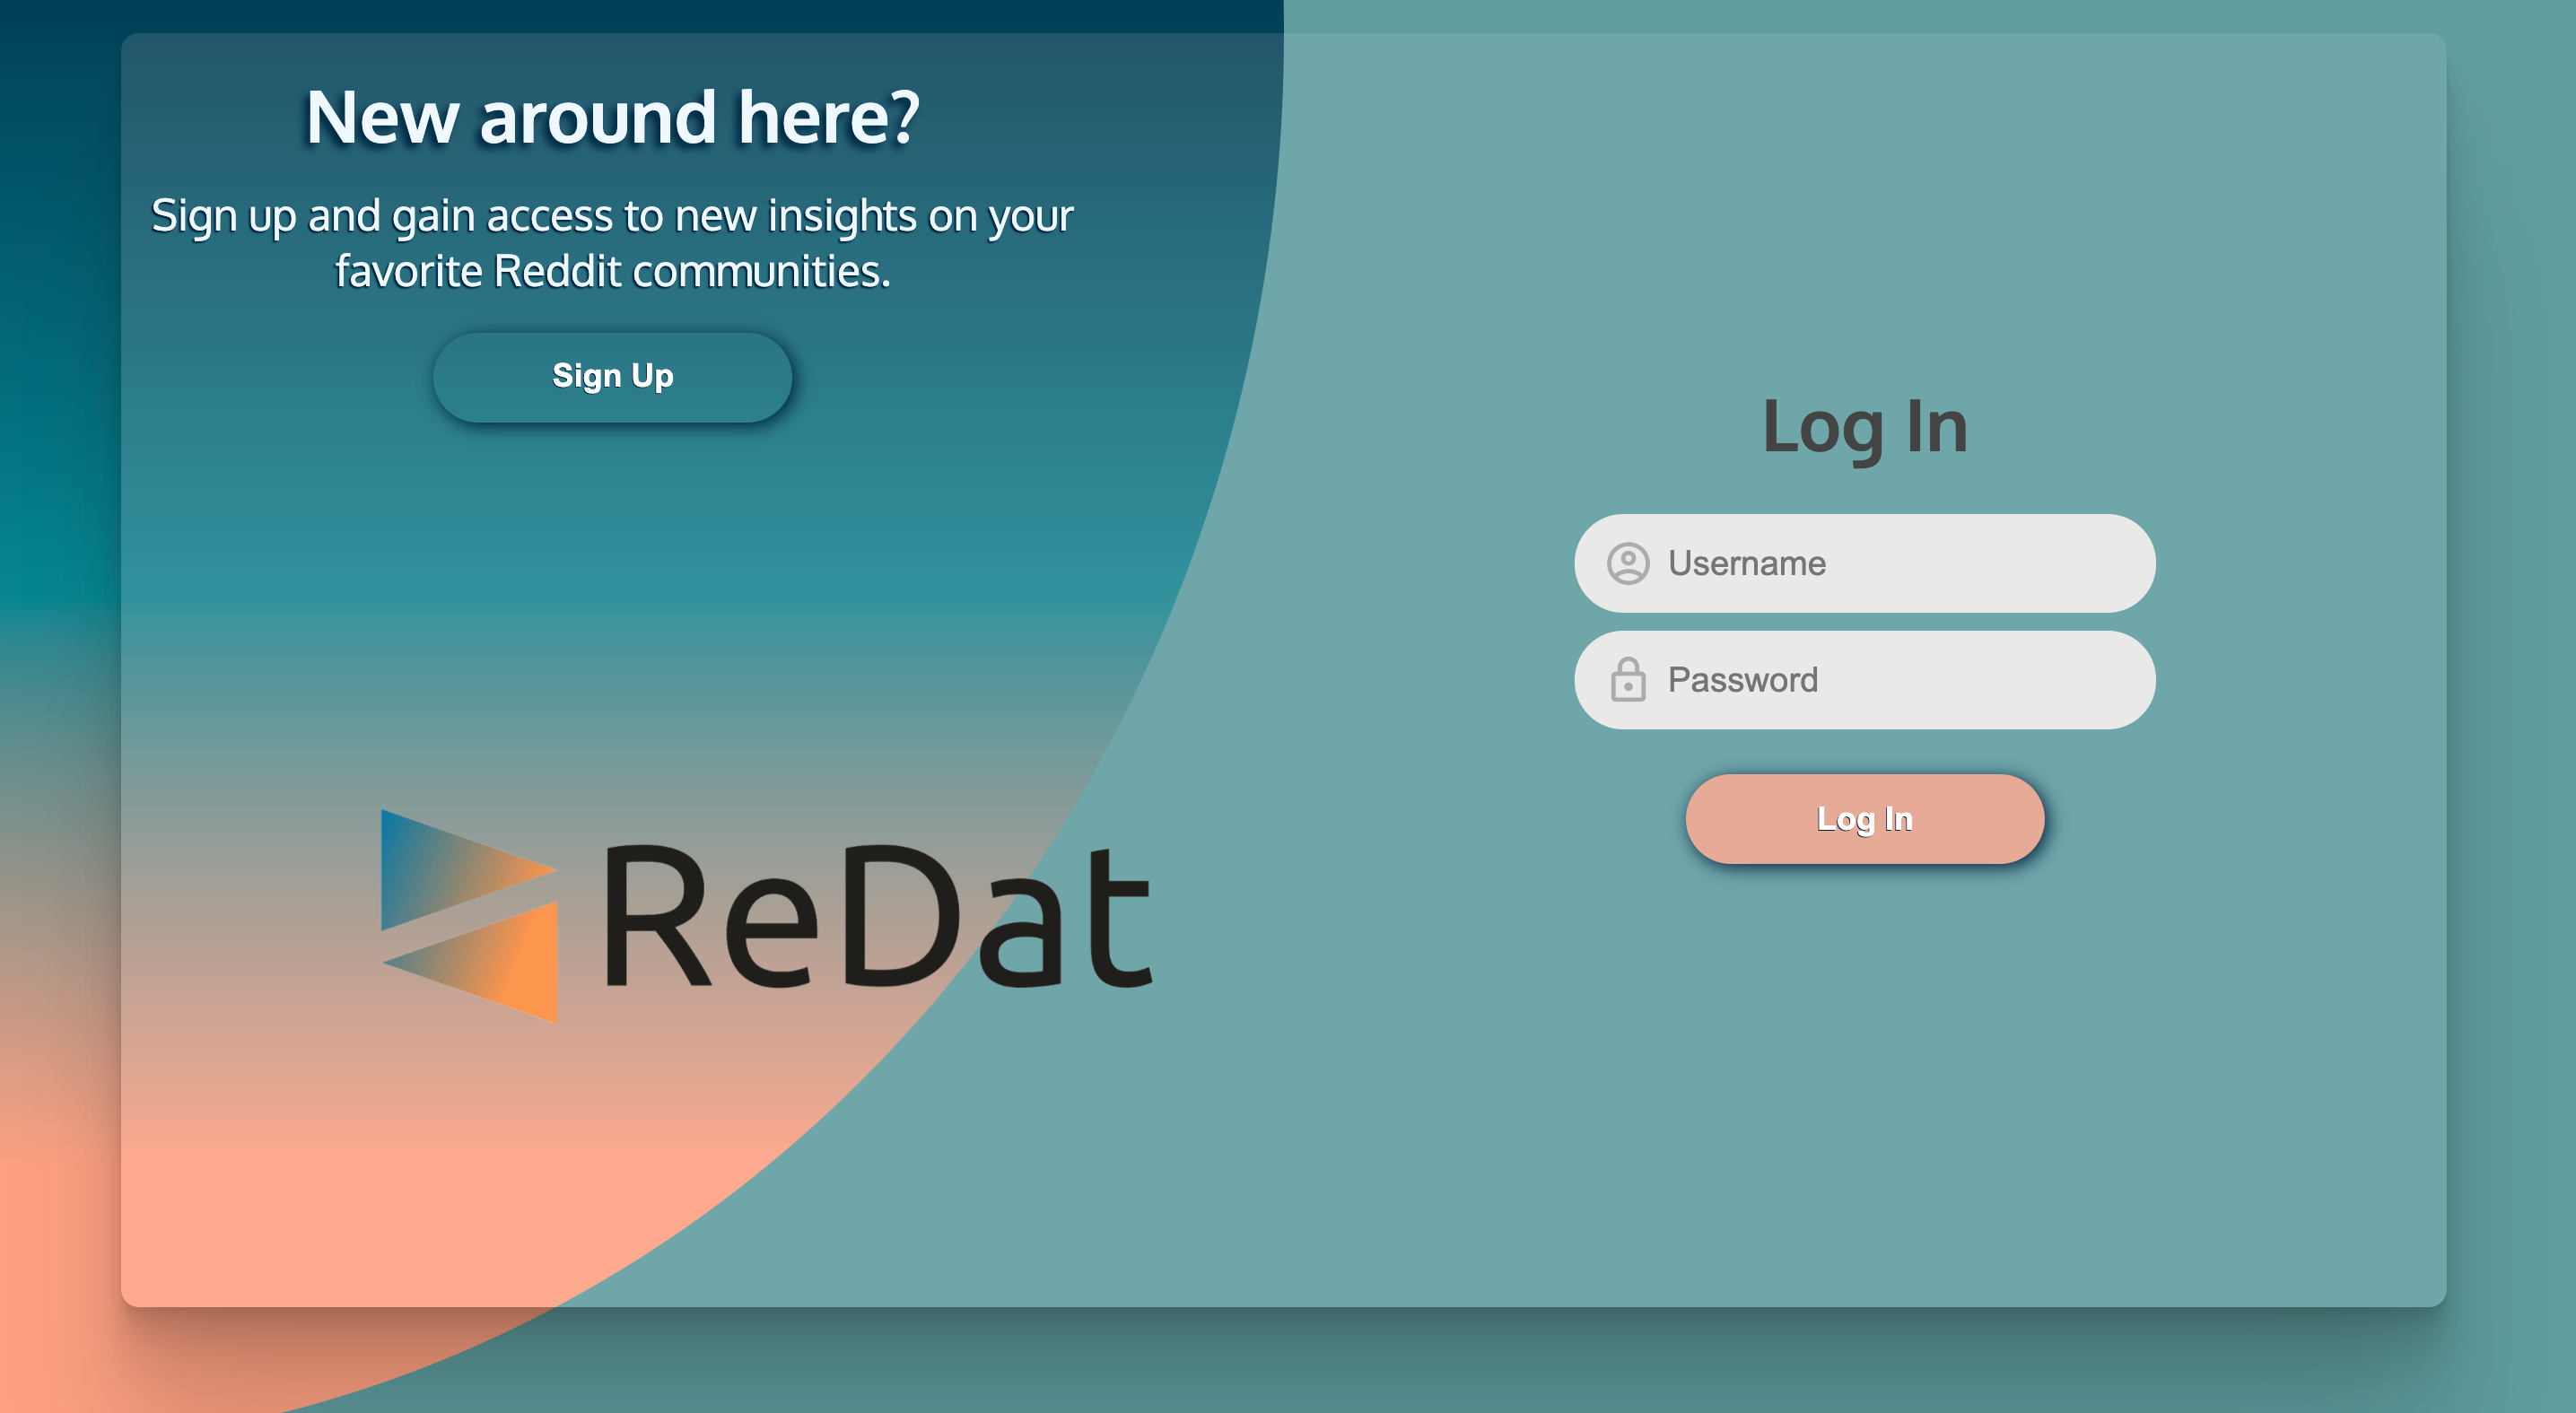 New around here?
Sign up and gain access to new insights on your
favorite Reddit communities.
Sign Up
ReDat
Log In
Username
Password
Log In